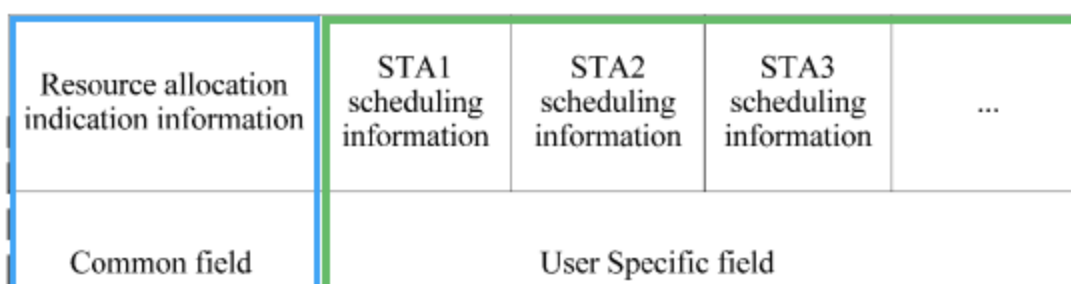 Resource allocation
indication information
STA1
scheduling
information
STA2
scheduling
information
STA3
scheduling
information
...
Common field
User Specific field